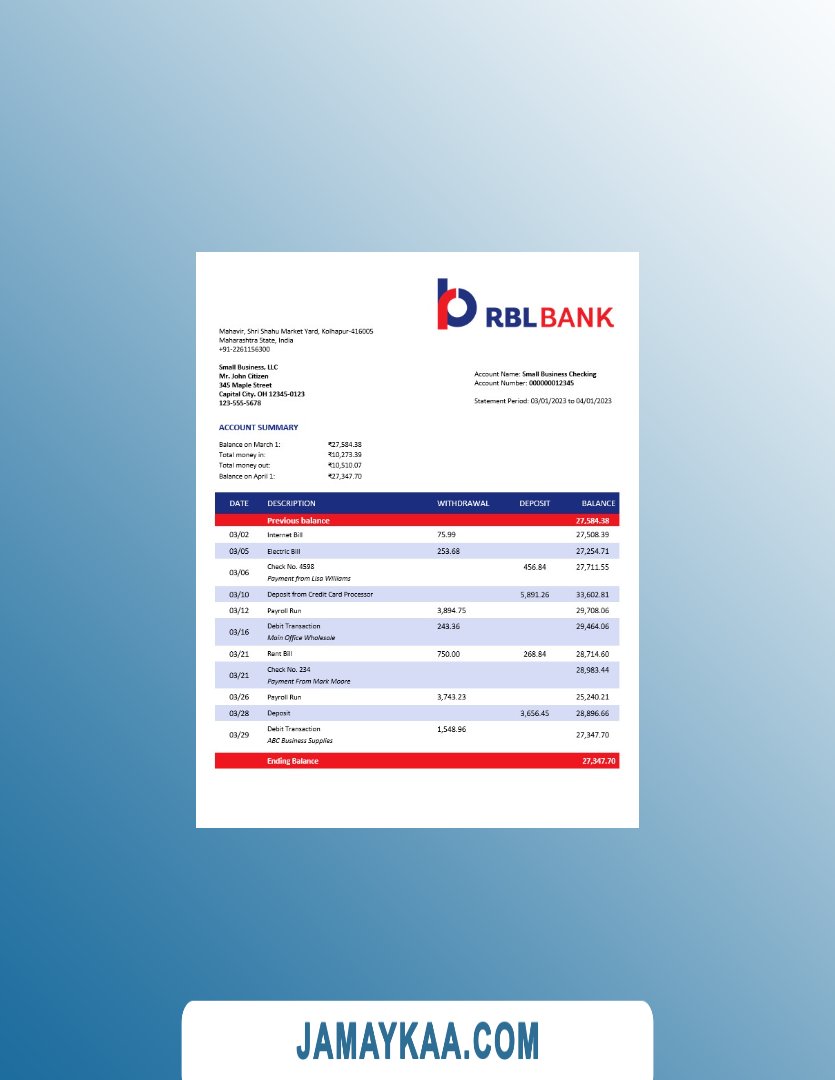 RBL BANK
Mahavir, Shri Shahu Market Yard, Kolhapur-416005
Maharashtra State, India
+91-2261156300
Small Business, LLC
Mr. John Citizen
345 Maple Street
Capital City, OH 12345-0123
123-555-5678
Account Name: Small Business Checking
Account Number: 000000012345
Statement Period: 03/01/2023 to 04/01/2023
ACCOUNT SUMMARY
Balance on March 1: ₹27,584.38
Total money in: ₹10,273.39
Total money out: ₹10,510.07
Balance on April 1: ₹27,347.70
DATE DESCRIPTION WITHDRAWAL DEPOSIT BALANCE
Previous balance 27,584.38
03/02 Internet Bill 75.99 27,508.39
03/05 Electric Bill 253.68 27,254.71
03/06 Check No. 4598 456.84 27,711.55
Payment from Lisa Williams
03/10 Deposit from Credit Card Processor 5,891.26 33,602.81
03/12 Payroll Run 3,894.75 29,708.06
03/16 Debit Transaction 243.36 29,464.06
Main Office Wholesale
03/21 Rent Bill 750.00 268.84 28,714.60
03/21 Check No. 234 28,983.44
Payment From Mark Moore
03/26 Payroll Run 3,743.23 25,240.21
03/28 Deposit 3,656.45 28,896.66
03/29 Debit Transaction 1,548.96 27,347.70
ABC Business Supplies
Ending Balance 27,347.70
JAMAYKAA.COM